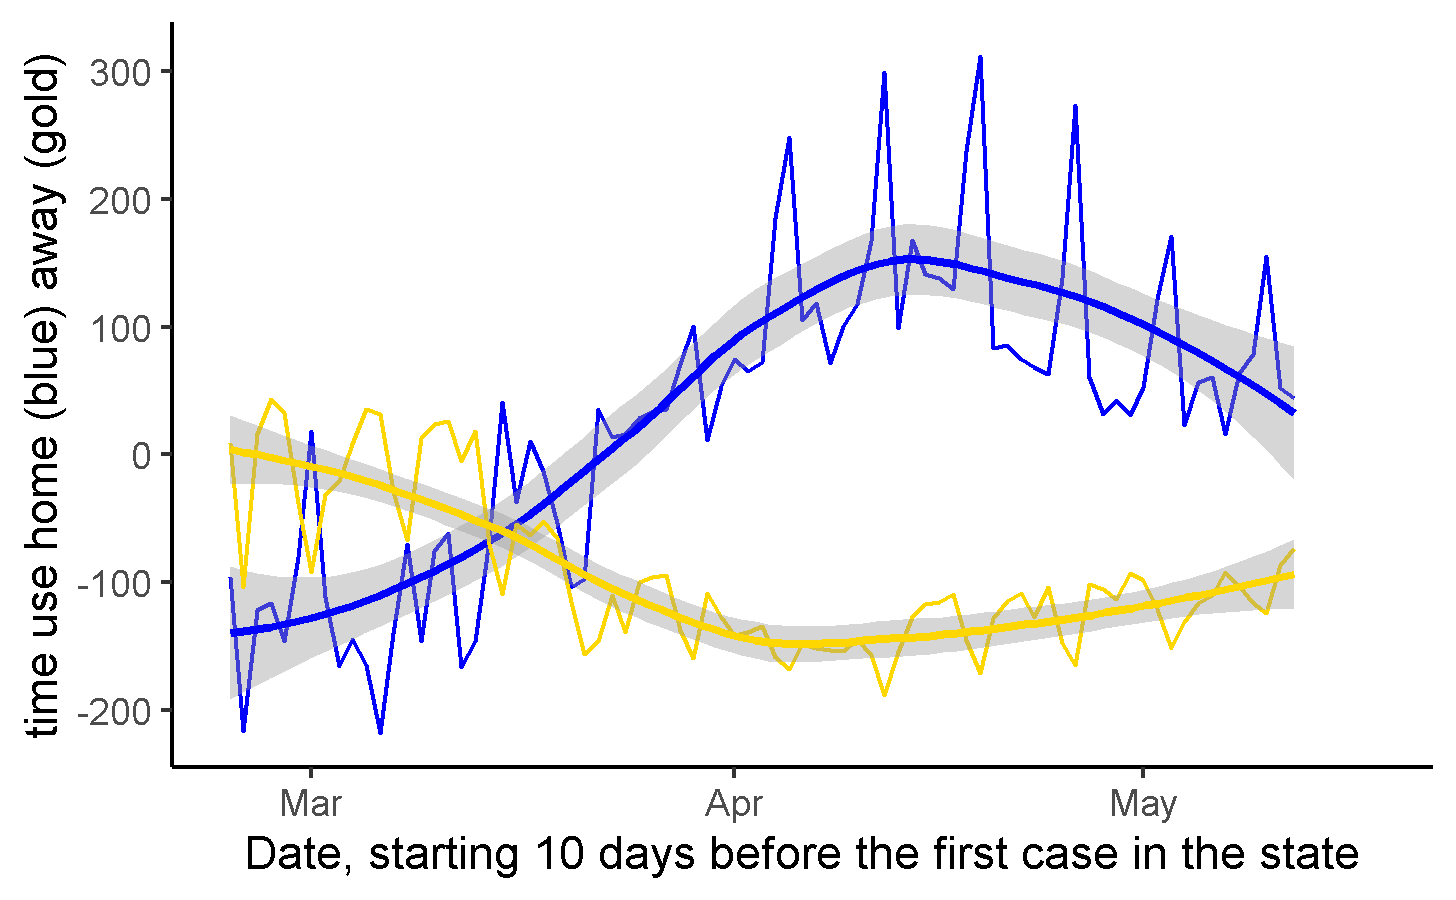 time use home (blue) away (gold)
300
200
100
0
-100
-200
Mar Apr May
Date, starting 10 days before the first case in the state